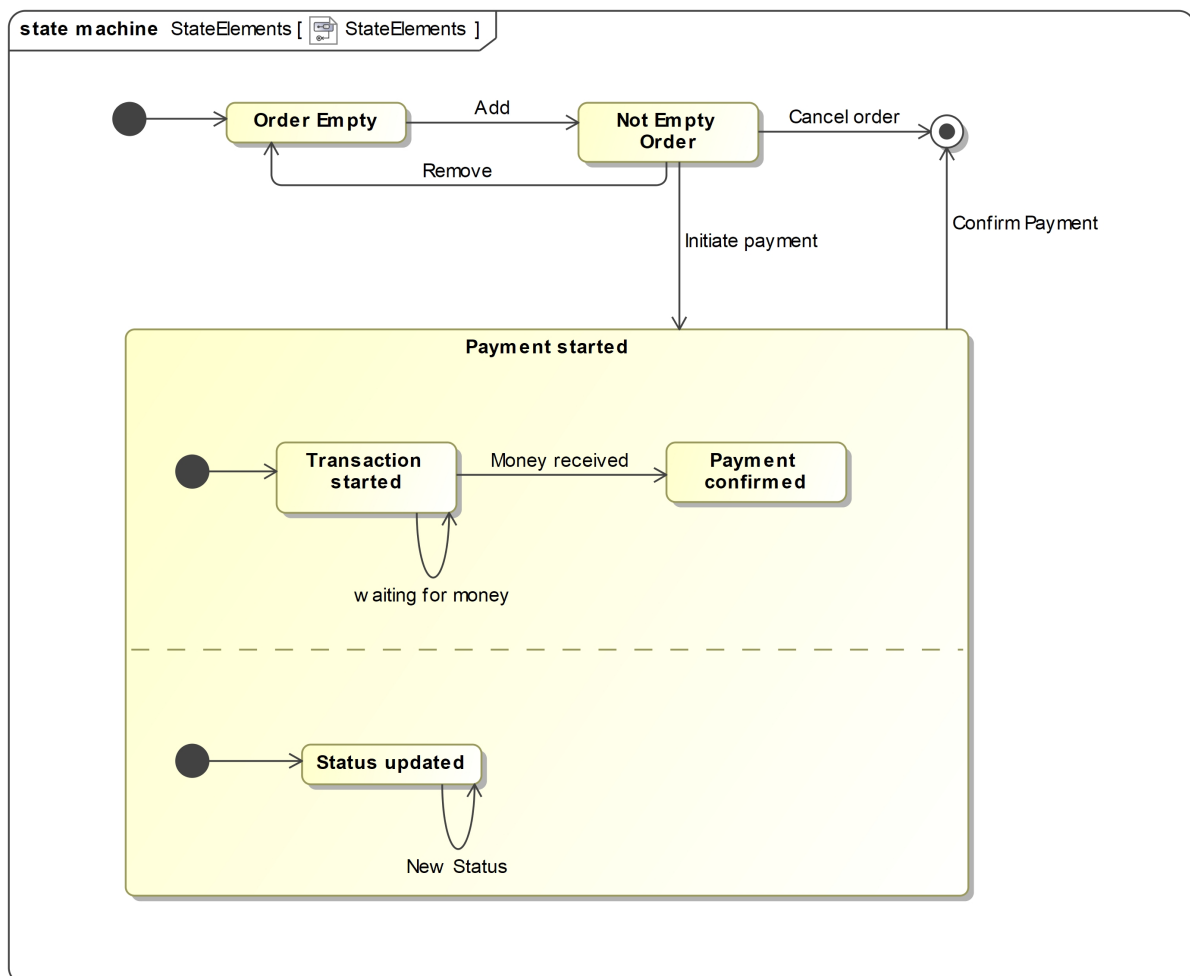 state machine StateElements [ StateElements ]
Order Empty
Add
Not Empty
Order
Cancel order
Remove
Initiate payment
Confirm Payment
Payment started
Transaction
started
Money received
Payment
confirmed
waiting for money
Status updated
New Status